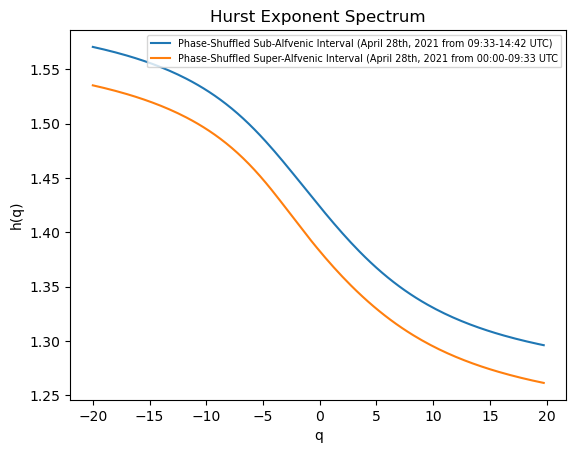 Hurst Exponent Spectrum
Phase-Shuffled Sub-Alfvenic Interval (April 28th, 2021 from 09:33-14:42 UTC)
Phase-Shuffled Super-Alfvenic Interval (April 28th, 2021 from 00:00-09:33 UTC
h(q)
1.55
1.50
1.45
1.40
1.35
1.30
1.25
−20 −15 −10 −5 0 5 10 15 20
q